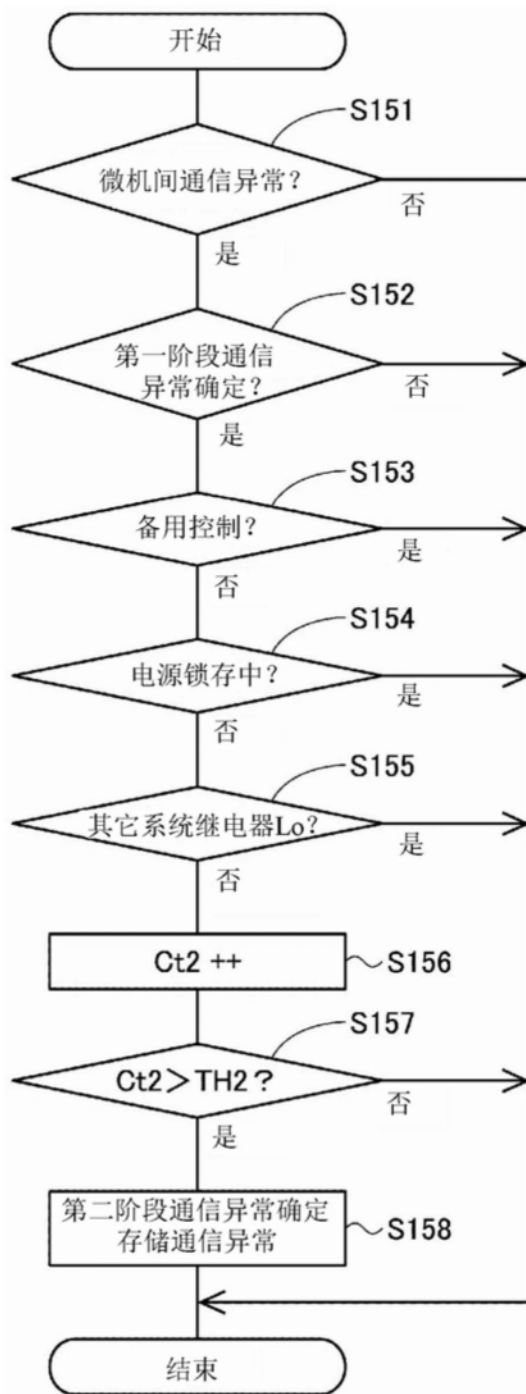 开始
S151
微机间通信异常?
否
是
S152
第一阶段通信
异常确定?
否
是
S153
备用控制?
是
否
S154
电源锁存中?
是
否
S155
其它系统继电器Lo?
是
否
Ct2 ++
S156
S157
Ct2>TH2?
否
是
第二阶段通信异常确定
存储通信异常
S158
结束